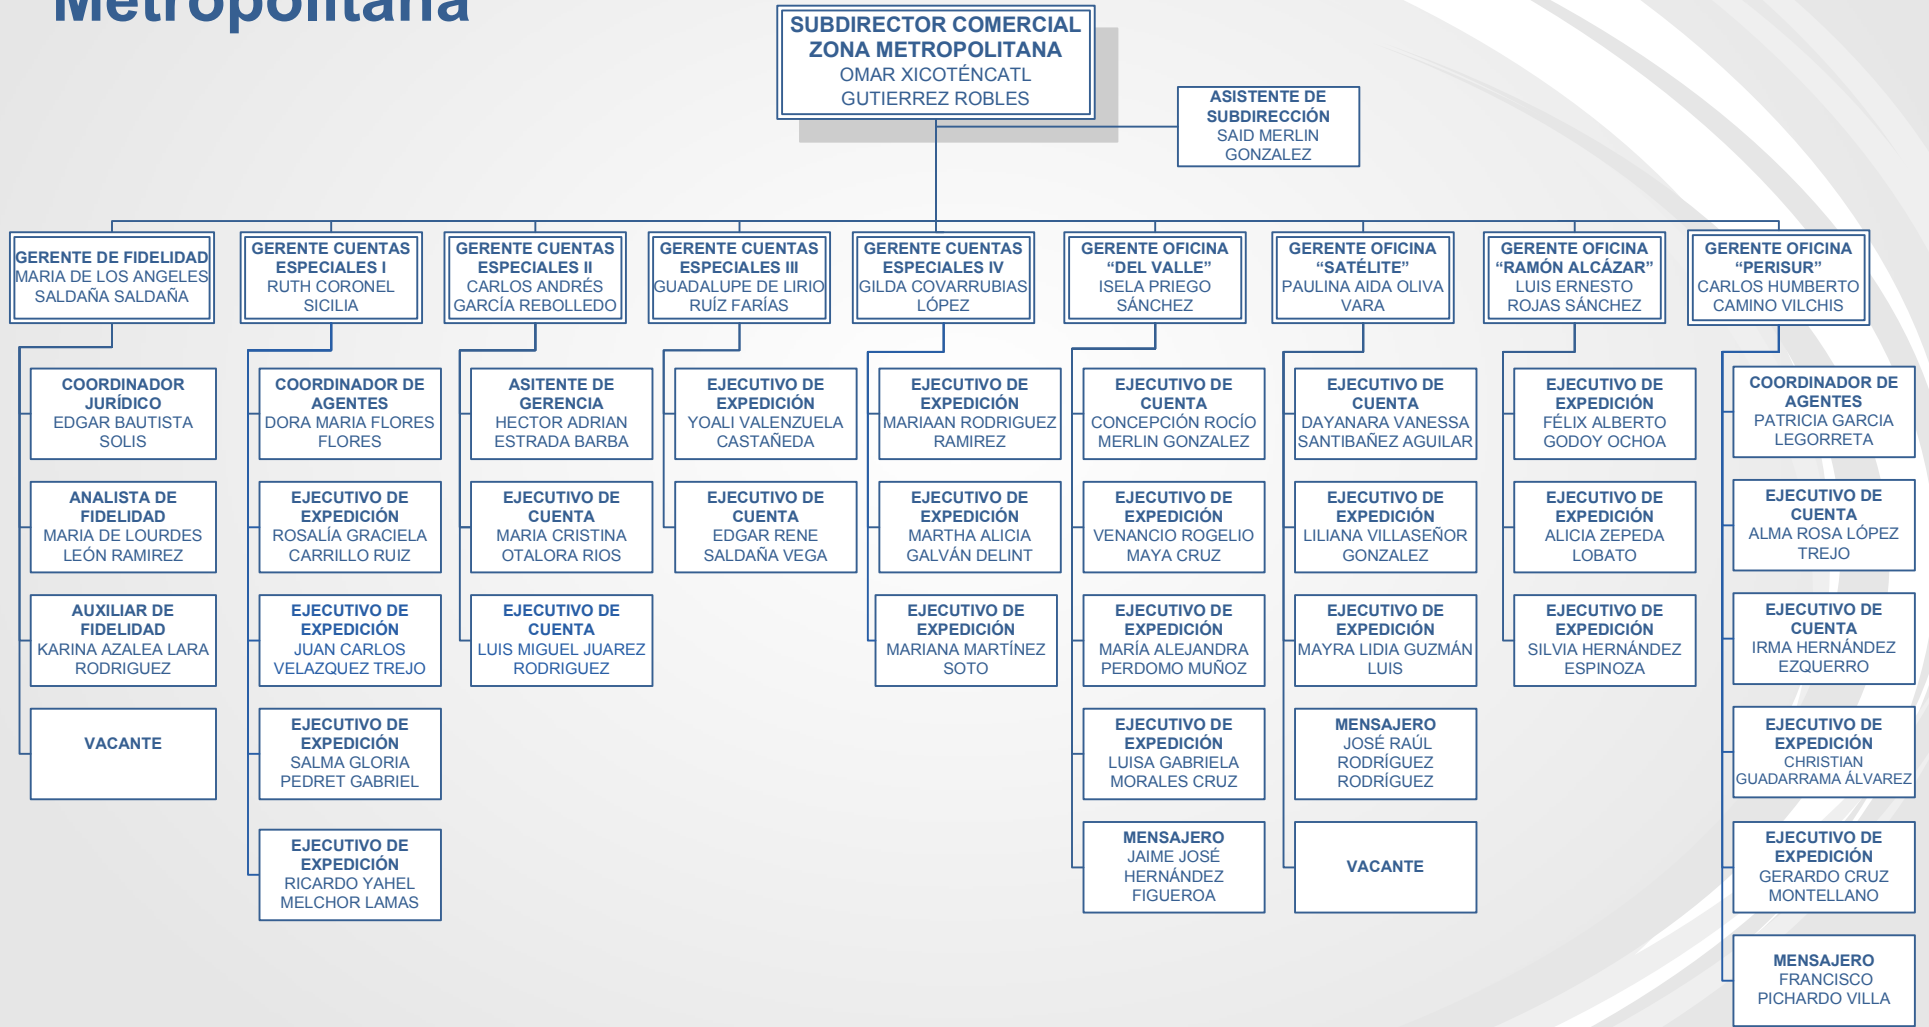 Metropolitana
SUBDIRECTOR COMERCIAL
ZONA METROPOLITANA
OMAR XICOTÉNCATL
GUTIERREZ ROBLES
ASISTENTE DE
SUBDIRECCIÓN
SAID MERLIN
GONZALEZ
GERENTE DE FIDELIDAD
MARIA DE LOS ANGELES
SALDAÑA SALDAÑA
COORDINADOR
JURÍDICO
EDGAR BAUTISTA
SOLIS
ANALISTA DE
FIDELIDAD
MARIA DE LOURDES
LEÓN RAMIREZ
AUXILIAR DE
FIDELIDAD
KARINA AZALEA LARA
RODRIGUEZ
VACANTE
GERENTE CUENTAS
ESPECIALES I
RUTH CORONEL
SICILIA
COORDINADOR DE
AGENTES
DORA MARIA FLORES
FLORES
EJECUTIVO DE
EXPEDICIÓN
ROSALÍA GRACIELA
CARRILLO RUIZ
EJECUTIVO DE
EXPEDICIÓN
JUAN CARLOS
VELAZQUEZ TREJO
EJECUTIVO DE
EXPEDICIÓN
SALMA GLORIA
PEDRET GABRIEL
EJECUTIVO DE
EXPEDICIÓN
RICARDO YAHEL
MELCHOR LAMAS
GERENTE CUENTAS
ESPECIALES II
CARLOS ANDRÉS
GARCÍA REBOLLEDO
ASITENTE DE
GERENCIA
HECTOR ADRIAN
ESTRADA BARBA
EJECUTIVO DE
CUENTA
MARIA CRISTINA
OTALORA RIOS
EJECUTIVO DE
CUENTA
LUIS MIGUEL JUAREZ
RODRIGUEZ
GERENTE CUENTAS
ESPECIALES III
GUADALUPE DE LIRIO
RUÍZ FARÍAS
EJECUTIVO DE
EXPEDICIÓN
YOALI VALENZUELA
CASTAÑEDA
EJECUTIVO DE
CUENTA
EDGAR RENE
SALDAÑA VEGA
GERENTE CUENTAS
ESPECIALES IV
GILDA COVARRUBIAS
LÓPEZ
EJECUTIVO DE
EXPEDICIÓN
MARIAAN RODRIGUEZ
RAMIREZ
EJECUTIVO DE
EXPEDICIÓN
MARTHA ALICIA
GALVÁN DELINT
EJECUTIVO DE
EXPEDICIÓN
MARIANA MARTÍNEZ
SOTO
GERENTE OFICINA
“DEL VALLE”
ISELA PRIEGO
SÁNCHEZ
EJECUTIVO DE
CUENTA
CONCEPCIÓN ROCÍO
MERLIN GONZALEZ
EJECUTIVO DE
EXPEDICIÓN
VENANCIO ROGELIO
MAYA CRUZ
EJECUTIVO DE
EXPEDICIÓN
MARÍA ALEJANDRA
PERDOMO MUÑOZ
EJECUTIVO DE
EXPEDICIÓN
LUISA GABRIELA
MORALES CRUZ
MENSAJERO
JAIME JOSÉ
HERNÁNDEZ
FIGUEROA
GERENTE OFICINA
“SATÉLITE”
PAULINA AIDA OLIVA
VARA
EJECUTIVO DE
CUENTA
DAYANARA VANESSA
SANTIBAÑEZ AGUILAR
EJECUTIVO DE
EXPEDICIÓN
LILIANA VILLASEÑOR
GONZALEZ
EJECUTIVO DE
EXPEDICIÓN
MAYRA LIDIA GUZMÁN
LUIS
MENSAJERO
JOSÉ RAÚL
RODRÍGUEZ
RODRÍGUEZ
VACANTE
GERENTE OFICINA
“RAMÓN ALCÁZAR”
LUIS ERNESTO
ROJAS SÁNCHEZ
EJECUTIVO DE
EXPEDICIÓN
FÉLIX ALBERTO
GODOY OCHOA
EJECUTIVO DE
EXPEDICIÓN
ALICIA ZEPEDA
LOBATO
EJECUTIVO DE
EXPEDICIÓN
SILVIA HERNÁNDEZ
ESPINOZA
GERENTE OFICINA
“PERISUR”
CARLOS HUMBERTO
CAMINO VILCHIS
COORDINADOR DE
AGENTES
PATRICIA GARCIA
LEGORRETA
EJECUTIVO DE
CUENTA
ALMA ROSA LÓPEZ
TREJO
EJECUTIVO DE
CUENTA
IRMA HERNÁNDEZ
EZQUERRO
EJECUTIVO DE
EXPEDICIÓN
CHRISTIAN
GUADARRAMA ÁLVAREZ
EJECUTIVO DE
EXPEDICIÓN
GERARDO CRUZ
MONTELLANO
MENSAJERO
FRANCISCO
PICHARDO VILLA